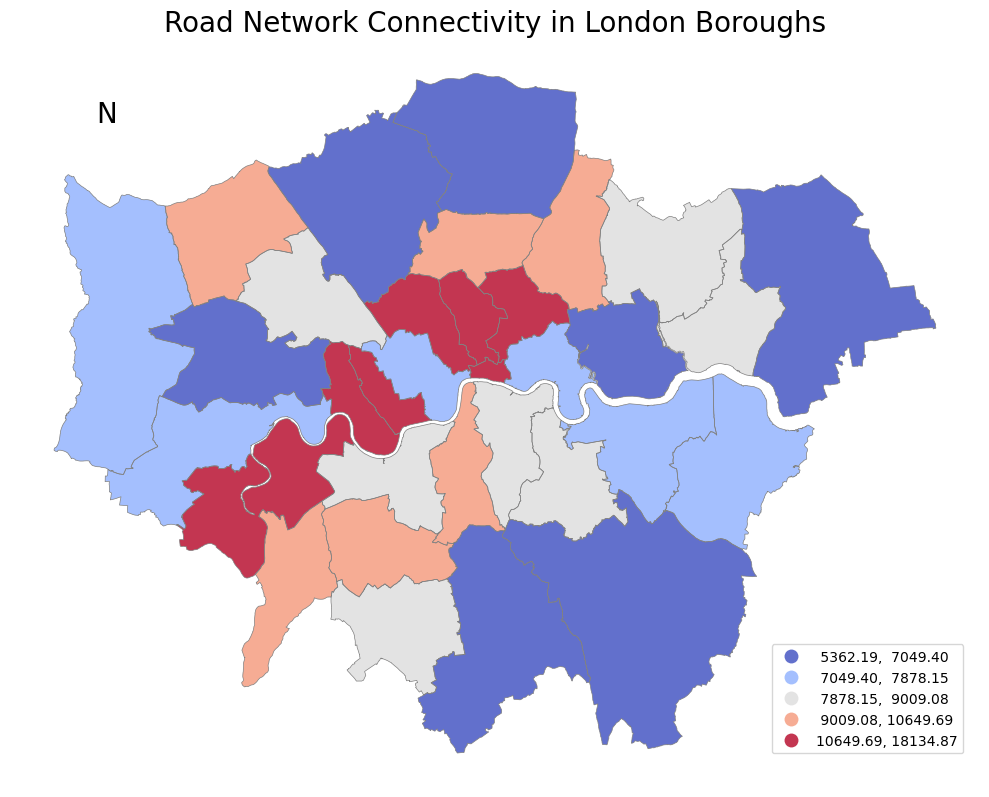 Road Network Connectivity in London Boroughs
N
5362.19, 7049.40
7049.40, 7878.15
7878.15, 9009.08
9009.08, 10649.69
10649.69, 18134.87